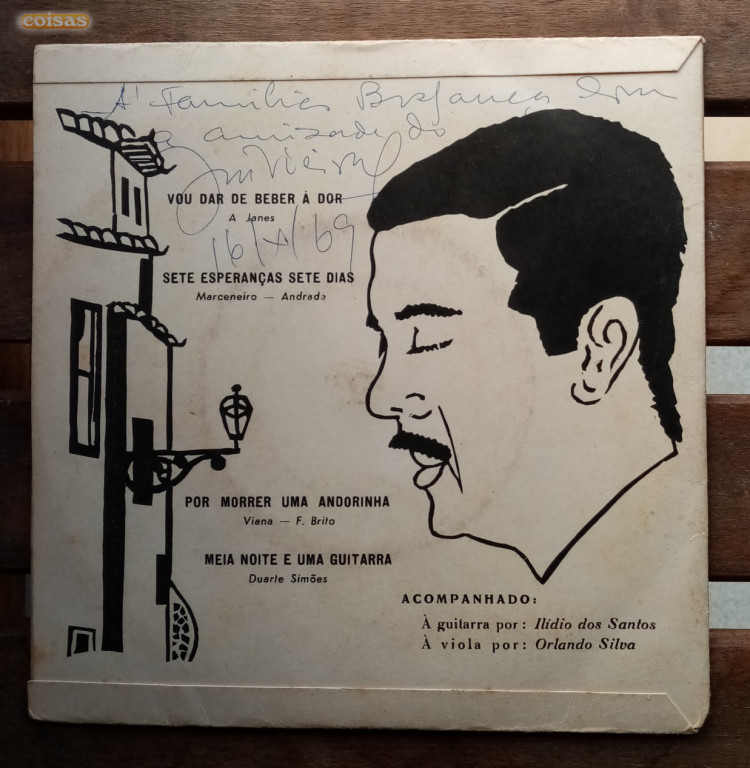 coisas
A' Familia Bragança com
a amizade do
Vieira
VOU DAR DE BEBER Á DOR
A Janes
16/X/69
SETE ESPERANÇAS SETE DIAS
Marceneiro — Andrade
POR MORRER UMA ANDORINHA
Viana — F. Brito
MEIA NOITE E UMA GUITARRA
Duarte Simões
ACOMPANHADO:
À guitarra por: Ilídio dos Santos
À viola por: Orlando Silva